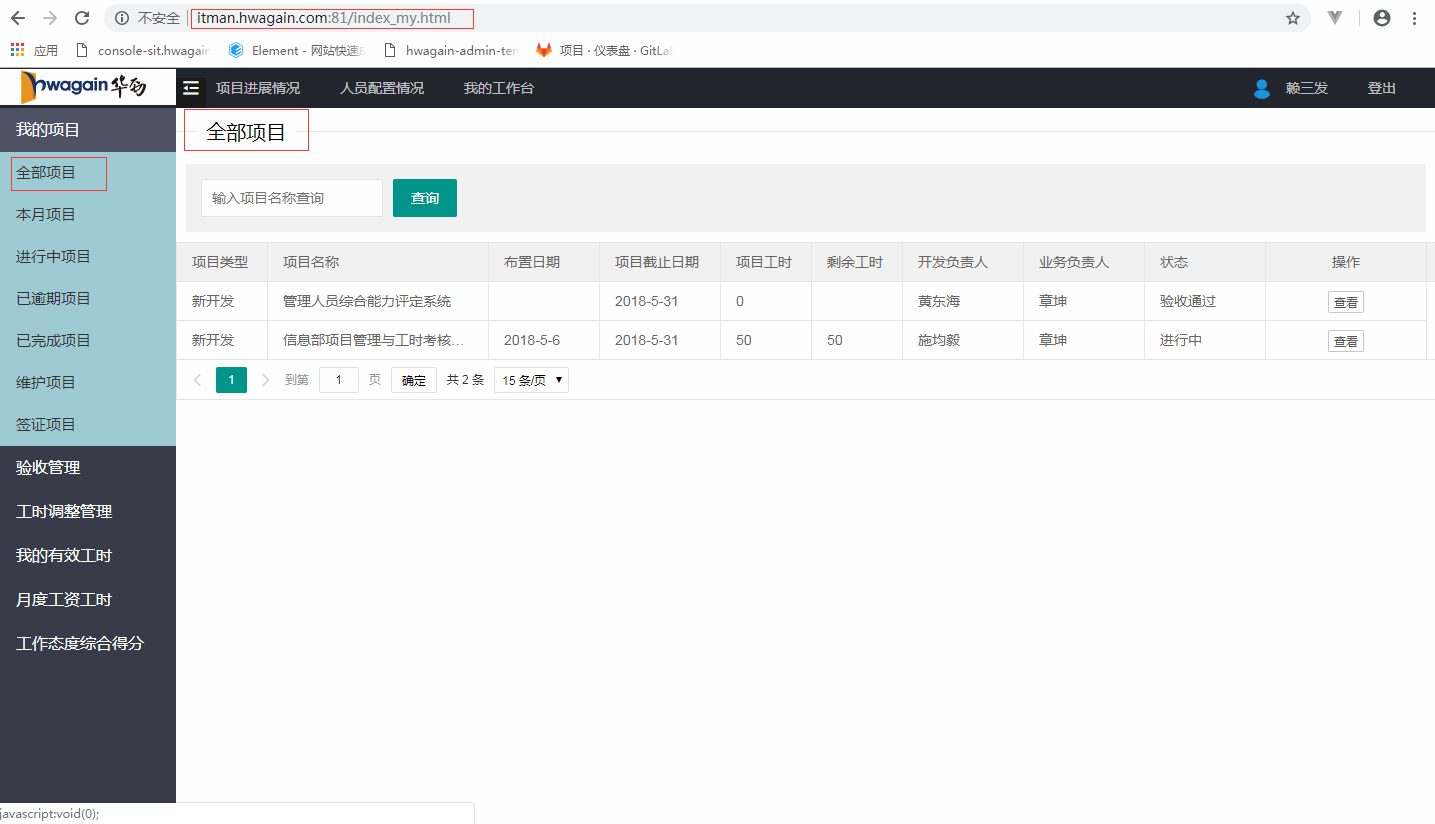 不安全 itman.hwagain.com:81/index_my.html
应用 console-sit.hwagain Element - 网站快速 hwagain-admin-ten 项目 · 仪表盘 · GitLa
hwagain 华劲 项目进展情况 人员配置情况 我的工作台 赖三发 登出
我的项目
全部项目
本月项目
进行中项目
已逾期项目
已完成项目
维护项目
签证项目
验收管理
工时调整管理
我的有效工时
月度工资工时
工作态度综合得分
全部项目
输入项目名称查询 查询
项目类型 项目名称 布置日期 项目截止日期 项目工时 剩余工时 开发负责人 业务负责人 状态 操作
新开发 管理人员综合能力评定系统 2018-5-31 0 黄东海 章坤 验收通过 查看
新开发 信息部项目管理与工时考核... 2018-5-6 2018-5-31 50 50 施均毅 章坤 进行中 查看
1 到第 1 页 确定 共 2 条 15 条/页
javascript:void(0);